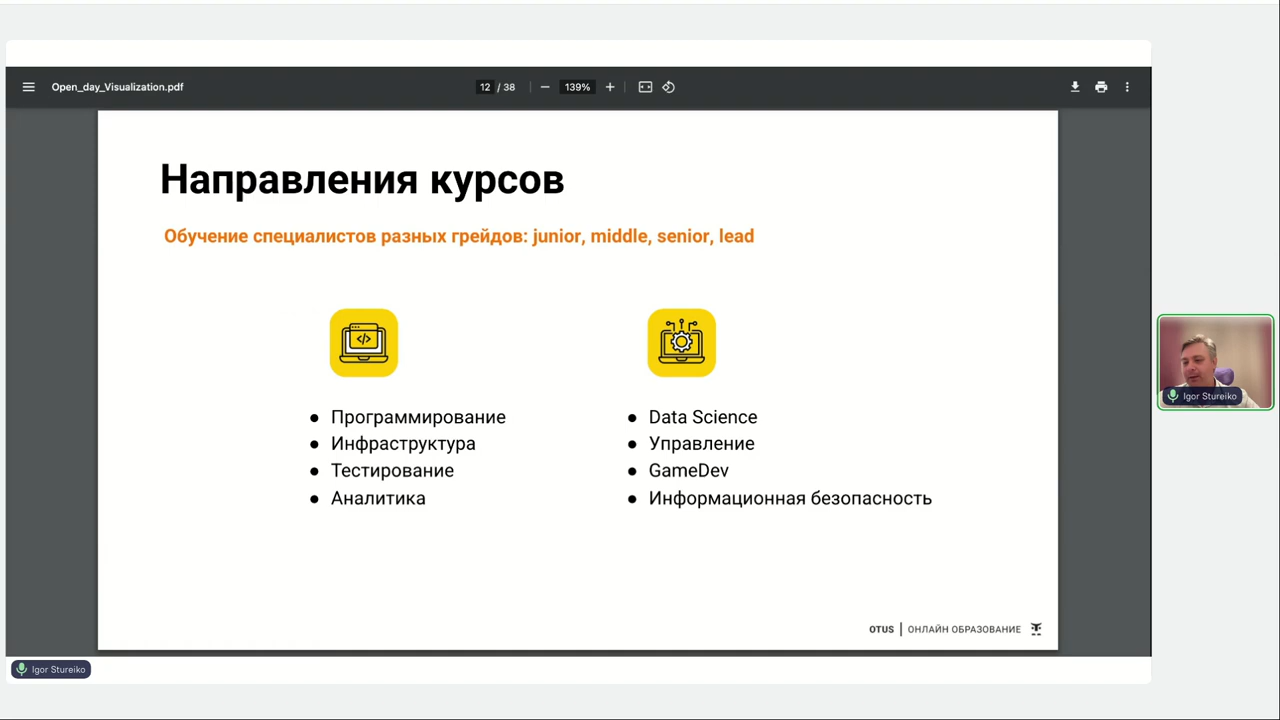 Open_day_Visualization.pdf
12 / 38
139%
Направления курсов
Обучение специалистов разных грейдов: junior, middle, senior, lead
</>
Программирование
Инфраструктура
Тестирование
Аналитика
Data Science
Управление
GameDev
Информационная безопасность
OTUS | ОНЛАЙН ОБРАЗОВАНИЕ
Igor Stureiko
Igor Stureiko